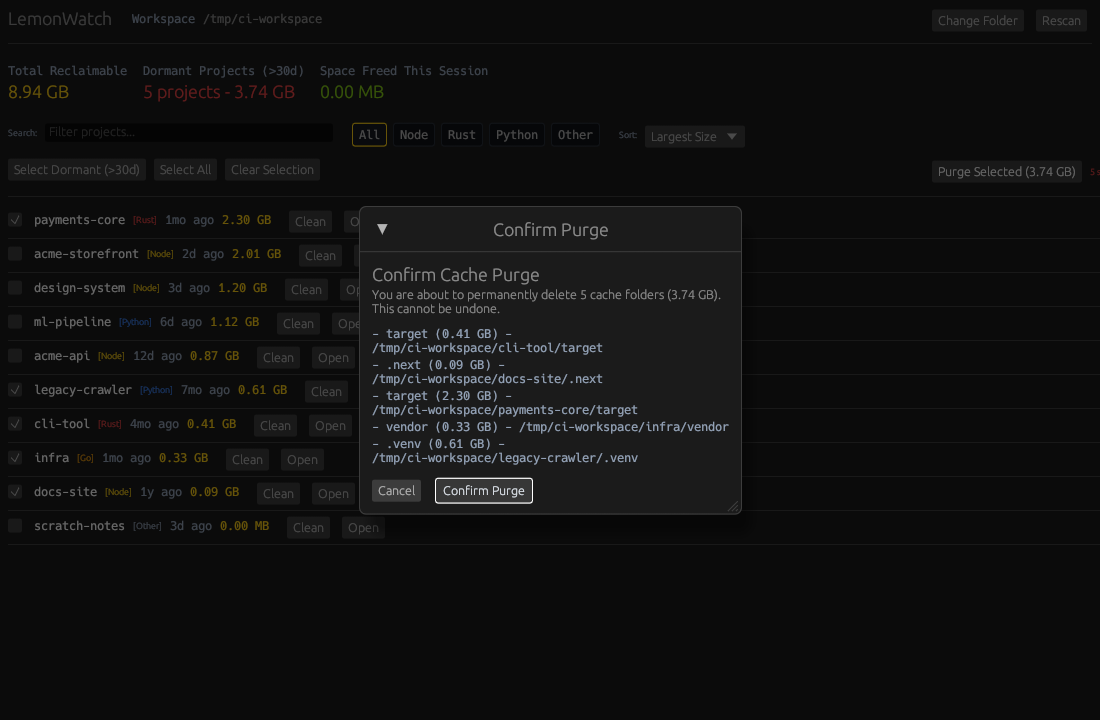 LemonWatch Workspace /tmp/ci-workspace Change Folder Rescan
Total Reclaimable Dormant Projects (>30d) Space Freed This Session
8.94 GB 5 projects - 3.74 GB 0.00 MB
Search: Filter projects... All Node Rust Python Other Sort: Largest Size
Select Dormant (>30d) Select All Clear Selection Purge Selected (3.74 GB)
payments-core [Rust] 1mo ago 2.30 GB Clean
acme-storefront [Node] 2d ago 2.01 GB Clean
design-system [Node] 3d ago 1.20 GB Clean
ml-pipeline [Python] 6d ago 1.12 GB Clean
acme-api [Node] 12d ago 0.87 GB Clean Open
legacy-crawler [Python] 7mo ago 0.61 GB Clean
cli-tool [Rust] 4mo ago 0.41 GB Clean Open
infra [Go] 1mo ago 0.33 GB Clean Open
docs-site [Node] 1y ago 0.09 GB Clean Open
scratch-notes [Other] 3d ago 0.00 MB Clean Open
Confirm Purge
Confirm Cache Purge
You are about to permanently delete 5 cache folders (3.74 GB).
This cannot be undone.
- target (0.41 GB) -
/tmp/ci-workspace/cli-tool/target
- .next (0.09 GB) -
/tmp/ci-workspace/docs-site/.next
- target (2.30 GB) -
/tmp/ci-workspace/payments-core/target
- vendor (0.33 GB) - /tmp/ci-workspace/infra/vendor
- .venv (0.61 GB) -
/tmp/ci-workspace/legacy-crawler/.venv
Cancel Confirm Purge